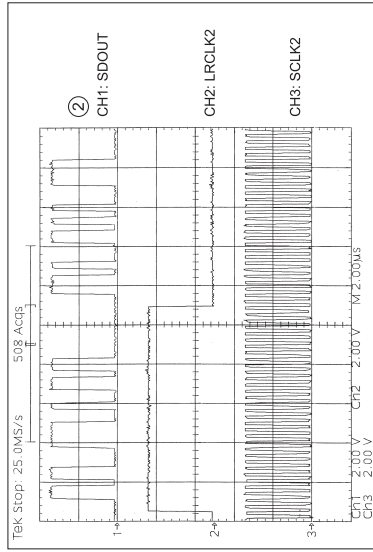 Tek Stop: 25.0MS/s
508 Acqs
2
CH1: SDOUT
CH2: LRCLK2
CH3: SCLK2
1
2
3
Ch1 2.00 V Ch2 2.00 V M 2.00µs
Ch3 2.00 V